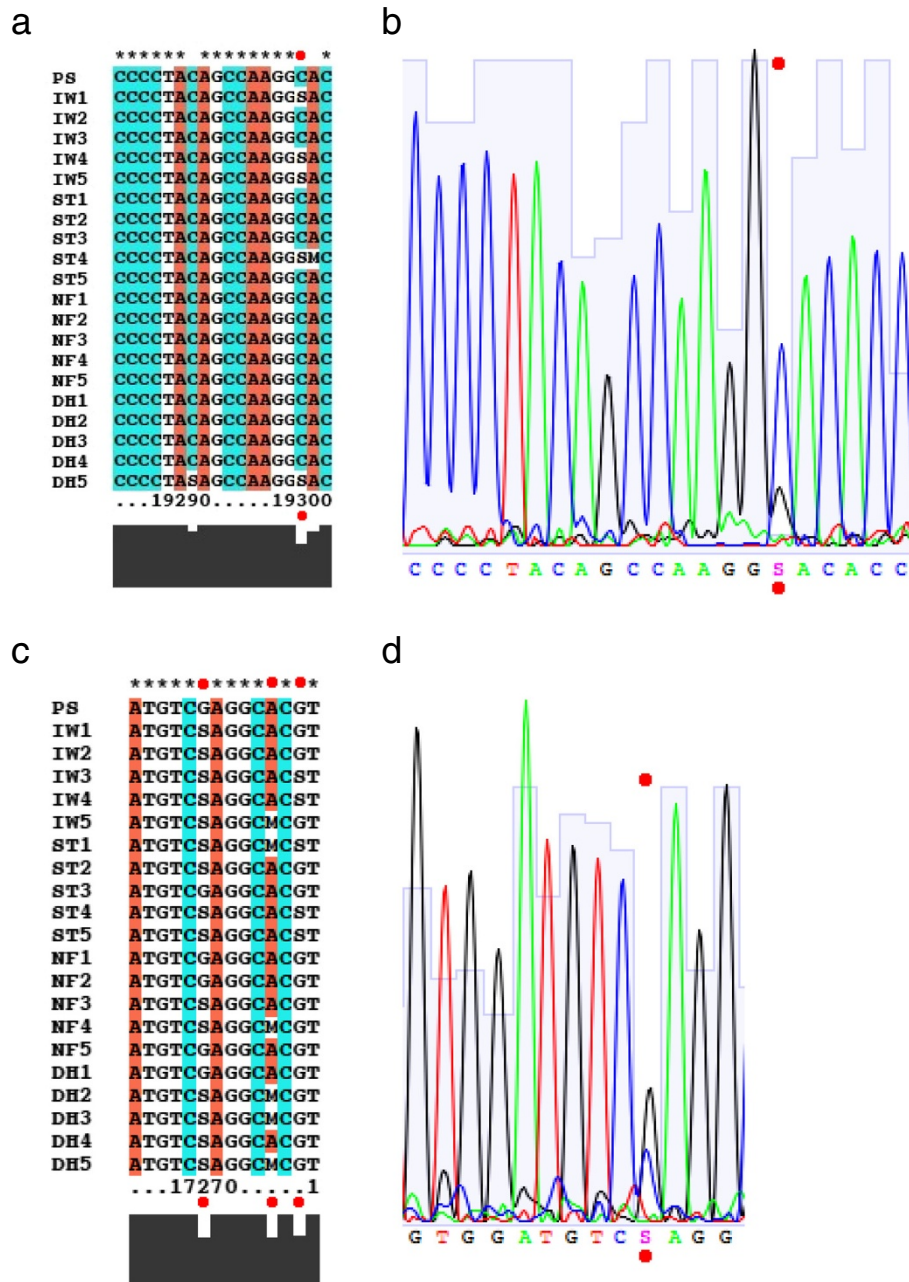 a
****** ******** ● *
PS CCCCTACAGCCAAGGCAC
IW1 CCCCTACAGCCAAGGSAC
IW2 CCCCTACAGCCAAGGCAC
IW3 CCCCTACAGCCAAGGCAC
IW4 CCCCTACAGCCAAGGSAC
IW5 CCCCTACAGCCAAGGSAC
ST1 CCCCTACAGCCAAGGCAC
ST2 CCCCTACAGCCAAGGCAC
ST3 CCCCTACAGCCAAGGCAC
ST4 CCCCTACAGCCAAGGSMC
ST5 CCCCTACAGCCAAGGCAC
NF1 CCCCTACAGCCAAGGCAC
NF2 CCCCTACAGCCAAGGCAC
NF3 CCCCTACAGCCAAGGCAC
NF4 CCCCTACAGCCAAGGCAC
NF5 CCCCTACAGCCAAGGCAC
DH1 CCCCTACAGCCAAGGCAC
DH2 CCCCTACAGCCAAGGCAC
DH3 CCCCTACAGCCAAGGCAC
DH4 CCCCTACAGCCAAGGCAC
DH5 CCCCTASAGCCAAGGSAC
...19290.....19300
b
C C C C T A C A G C C A A G G S A C A C C
c
*****●****●*●*
PS ATGTCGAGGCACGT
IW1 ATGTCSAGGCACGT
IW2 ATGTCSAGGCACGT
IW3 ATGTCSAGGCACST
IW4 ATGTCSAGGCACST
IW5 ATGTCSAGGCMCGT
ST1 ATGTCSAGGCMCST
ST2 ATGTCSAGGCACGT
ST3 ATGTCGAGGCACGT
ST4 ATGTCSAGGCACST
ST5 ATGTCSAGGCACST
NF1 ATGTCGAGGCACGT
NF2 ATGTCGAGGCACGT
NF3 ATGTCSAGGCACGT
NF4 ATGTCSAGGCMCGT
NF5 ATGTCGAGGCACGT
DH1 ATGTCGAGGCACGT
DH2 ATGTCSAGGCMCGT
DH3 ATGTCSAGGCMCGT
DH4 ATGTCSAGGCACGT
DH5 ATGTCSAGGCMCGT
...17270.....1
d
G T G G A T G T C S A G G